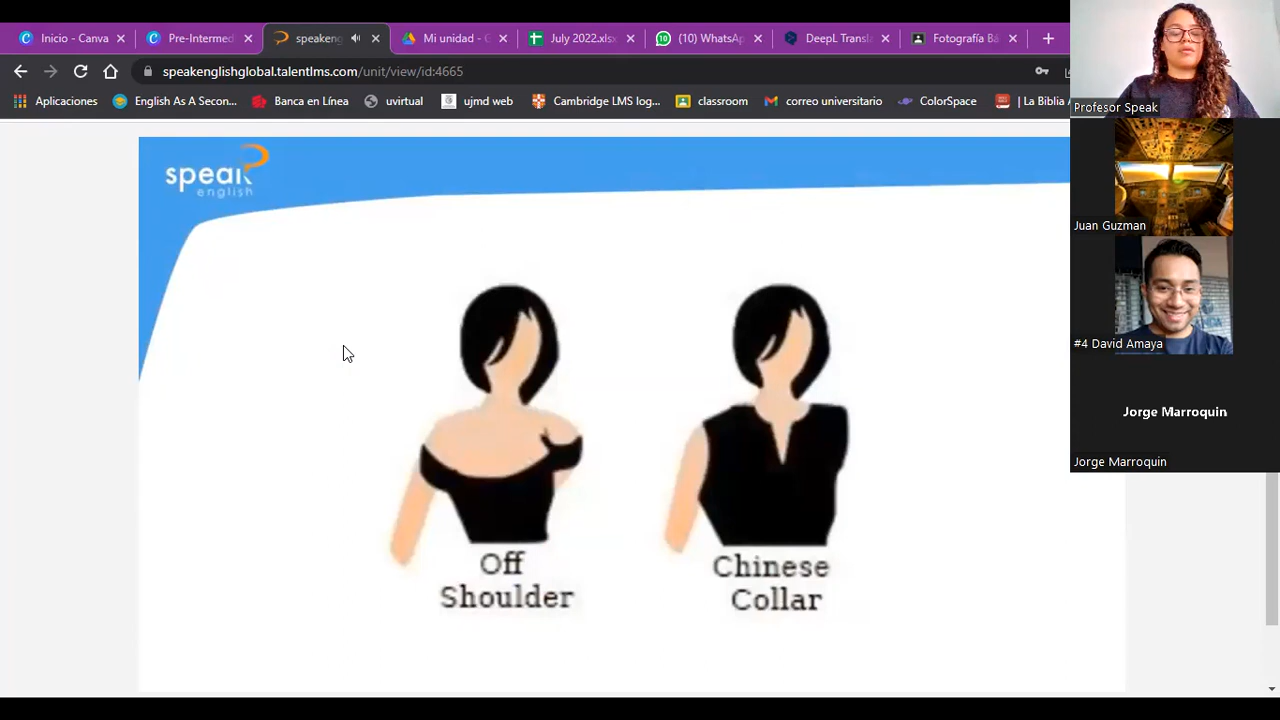 Inicio - Canva
Pre-Intermed
speakeng
Mi unidad - G
July 2022.xlsx
(10) WhatsAp
DeepL Transla
Fotografía Bá
speakenglishglobal.talentlms.com/unit/view/id:4665
Aplicaciones
English As A Secon...
Banca en Línea
uvirtual
ujmd web
Cambridge LMS log...
classroom
correo universitario
ColorSpace
| La Biblia
Profesor Speak
Juan Guzman
#4 David Amaya
Jorge Marroquin
Jorge Marroquin
speak
english
Off
Shoulder
Chinese
Collar